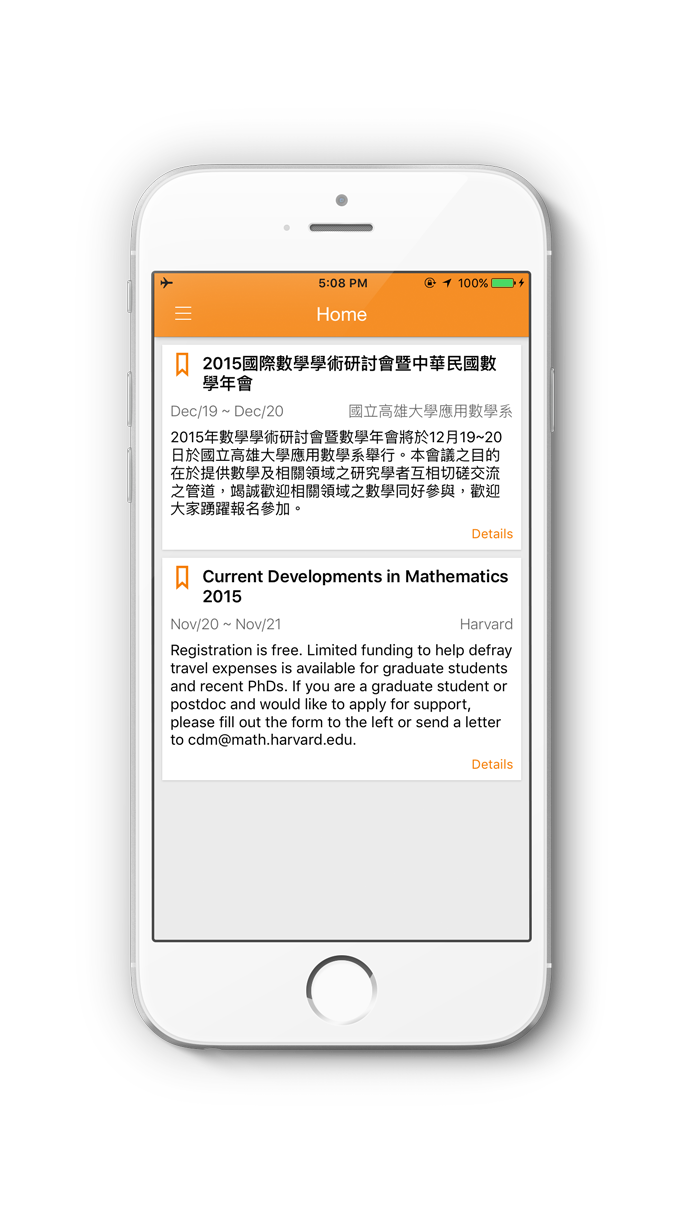 5:08 PM
100%
Home
2015國際數學學術研討會暨中華民國數
學年會
Dec/19 ~ Dec/20
國立高雄大學應用數學系
2015年數學學術研討會暨數學年會將於12月19~20
日於國立高雄大學應用數學系舉行。本會議之目的
在於提供數學及相關領域之研究學者互相切磋交流
之管道，竭誠歡迎相關領域之數學同好參與，歡迎
大家踴躍報名參加。
Details
Current Developments in Mathematics
2015
Nov/20 ~ Nov/21
Harvard
Registration is free. Limited funding to help defray
travel expenses is available for graduate students
and recent PhDs. If you are a graduate student or
postdoc and would like to apply for support,
please fill out the form to the left or send a letter
to cdm@math.harvard.edu.
Details